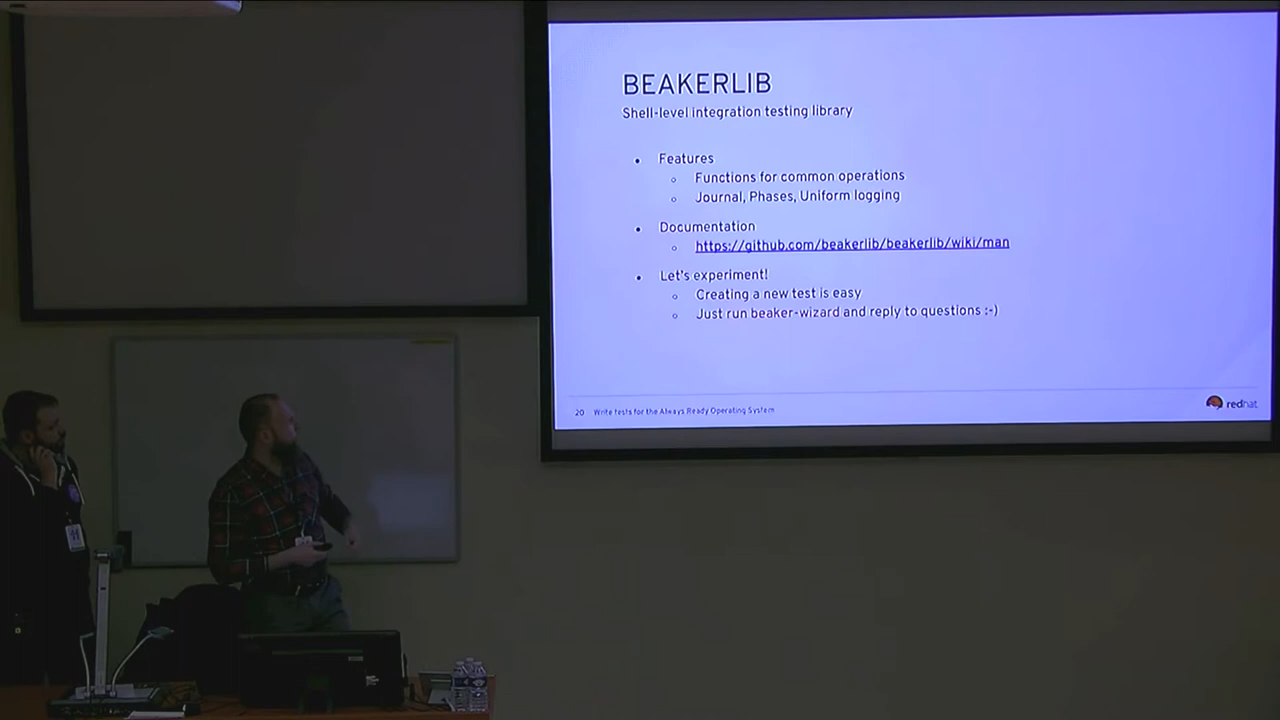 BEAKERLIB
Shell-level integration testing library
Features
Functions for common operations
Journal, Phases, Uniform logging
Documentation
https://github.com/beakerlib/beakerlib/wiki/man
Let's experiment!
Creating a new test is easy
Just run beaker-wizard and reply to questions :-)
20 Write tests for the Always Ready Operating System
redhat